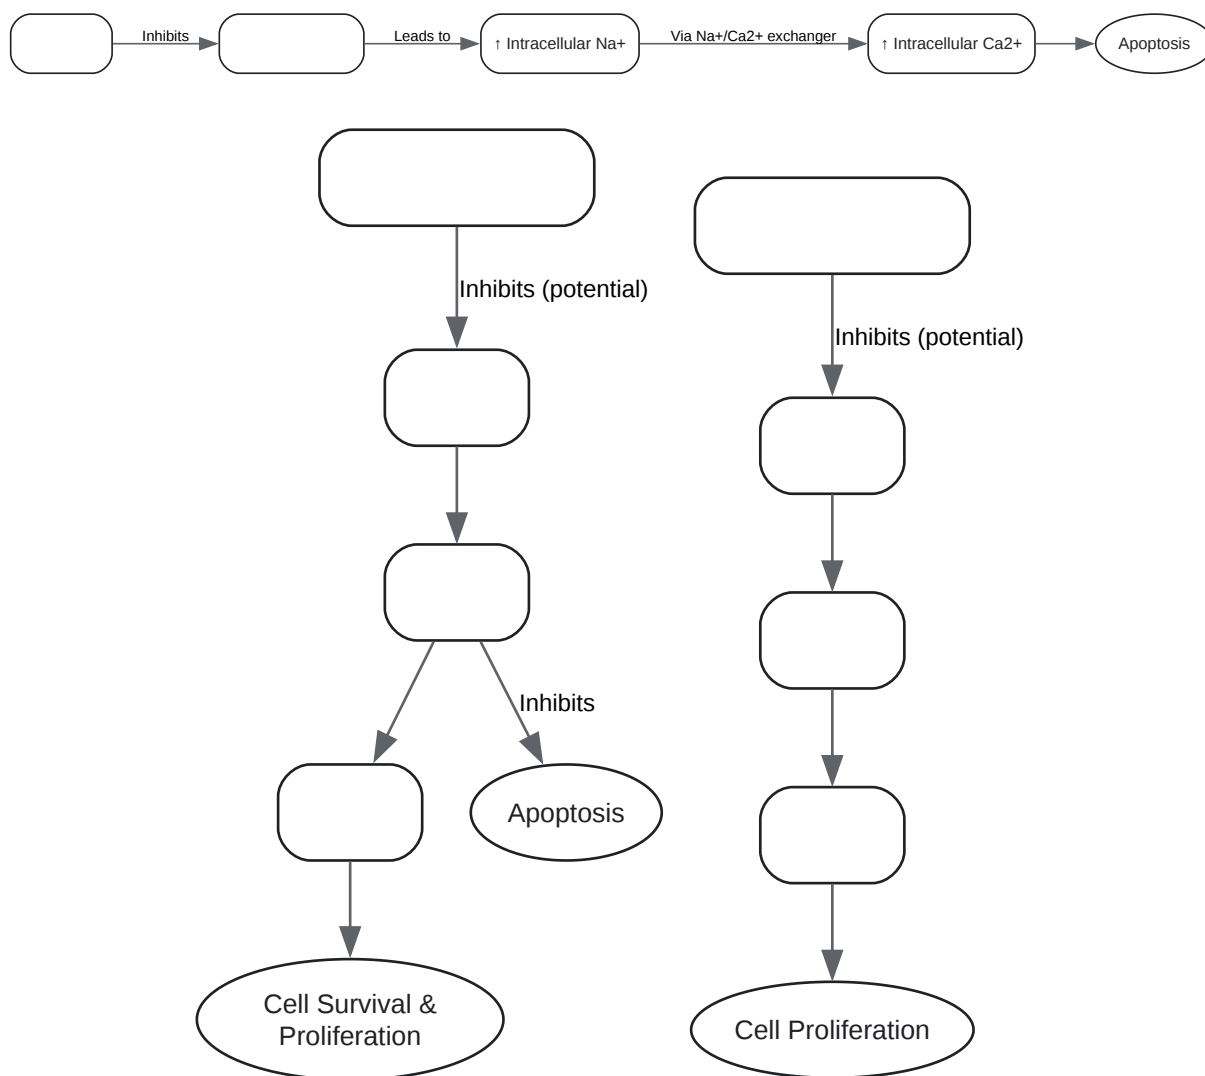 Inhibits
Leads to
↑ Intracellular Na+
Via Na+/Ca2+ exchanger
↑ Intracellular Ca2+
Apoptosis
Inhibits (potential)
Inhibits (potential)
Inhibits
Apoptosis
Cell Survival &
Proliferation
Cell Proliferation